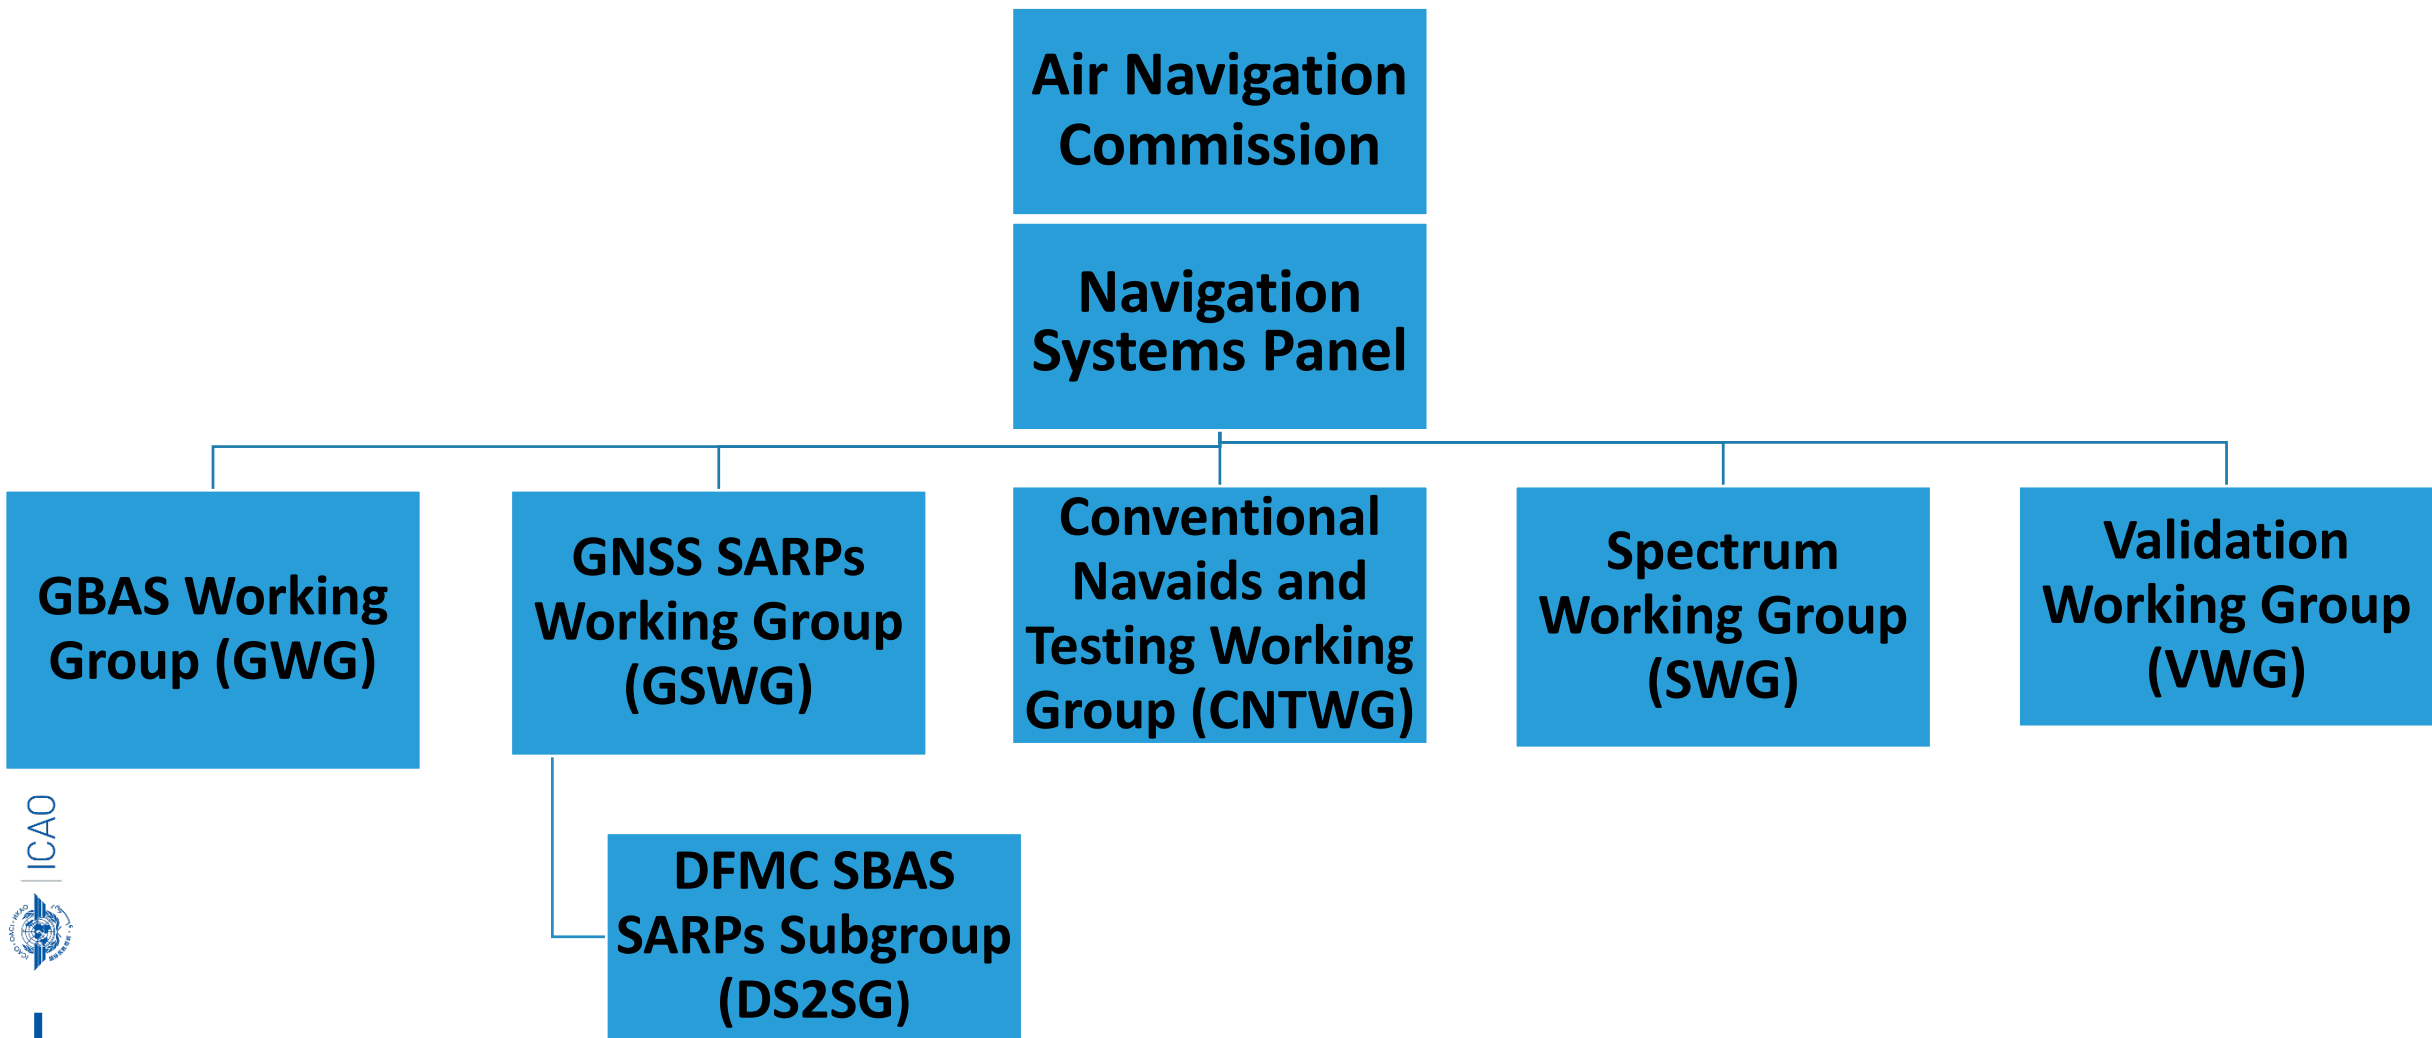 Air Navigation
Commission
Navigation
Systems Panel
GBAS Working
Group (GWG)
GNSS SARPs
Working Group
(GSWG)
Conventional
Navaids and
Testing Working
Group (CNTWG)
Spectrum
Working Group
(SWG)
Validation
Working Group
(VWG)
DFMC SBAS
SARPs Subgroup
(DS2SG)
ICAO